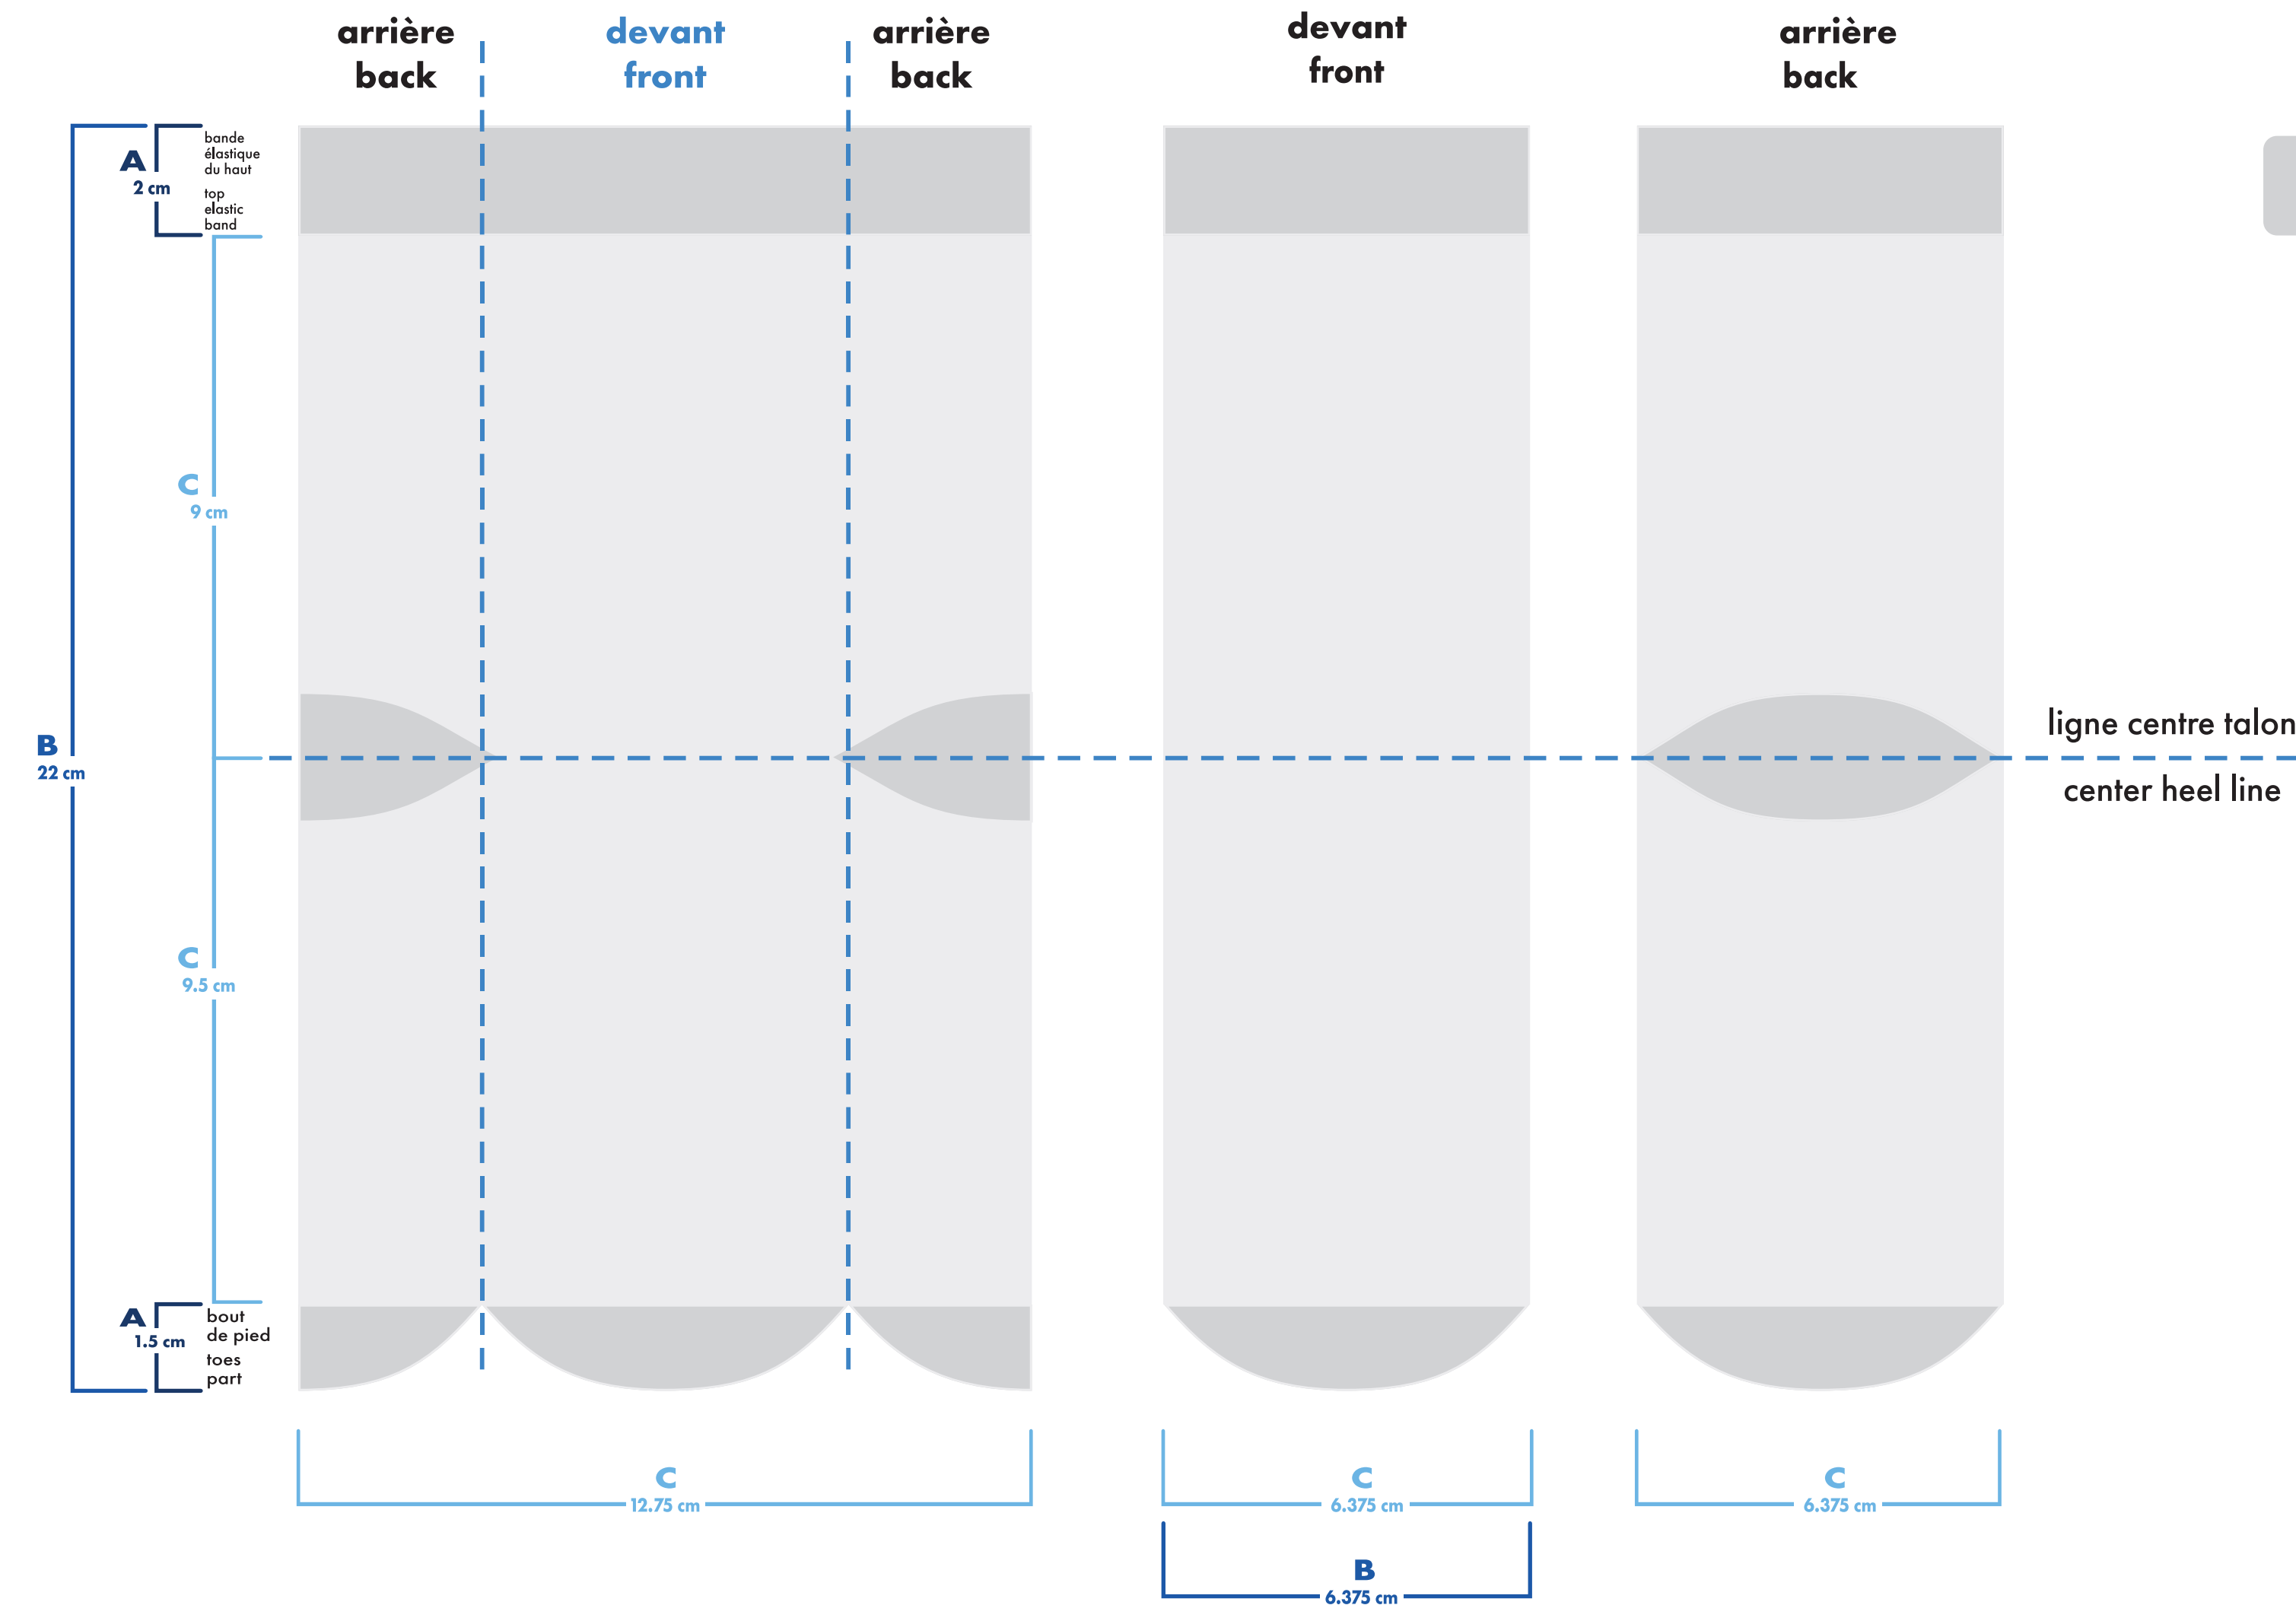 arrière
back
devant
front
arrière
back
devant
front
arrière
back
A
2 cm
bande
élastique
du haut
top
elastic
band
C
9 cm
B
22 cm
ligne centre talon
center heel line
C
9.5 cm
A
1.5 cm
bout
de pied
toes
part
C
12.75 cm
C
6.375 cm
C
6.375 cm
B
6.375 cm